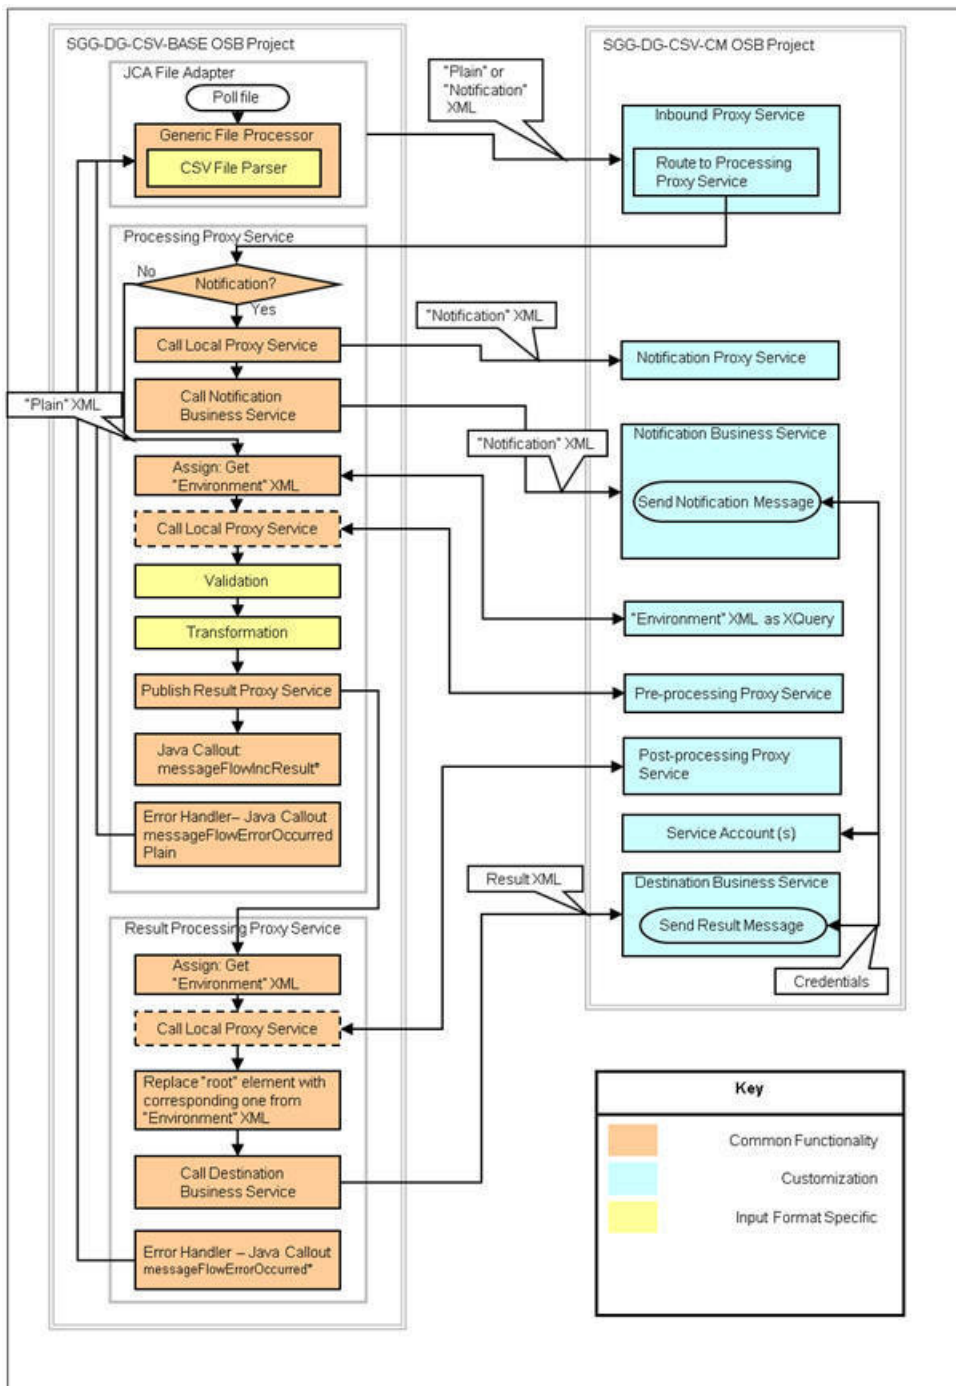 SGG-DG-CSV-BASE OSB Project
JCA File Adapter
Poll file
Generic File Processor
CSV File Parser
"Plain" or
"Notification"
XML
SGG-DG-CSV-CM OSB Project
Inbound Proxy Service
Route to Processing
Proxy Service
Processing Proxy Service
No
Notification?
Yes
Call Local Proxy Service
"Notification" XML
Notification Proxy Service
Call Notification
Business Service
"Plain" XML
"Notification" XML
Notification Business Service
Send Notification Message
Assign: Get
"Environment" XML
Call Local Proxy Service
Validation
Transformation
"Environment" XML as XQuery
Publish Result Proxy Service
Pre-processing Proxy Service
Java Callout:
messageFlowIncResult*
Post-processing Proxy
Service
Error Handler– Java Callout
messageFlowErrorOccurred
Plain
Service Account (s)
Result XML
Destination Business Service
Send Result Message
Credentials
Result Processing Proxy Service
Assign: Get
"Environment" XML
Call Local Proxy Service
Replace "root" element with
corresponding one from
"Environment" XML
Call Destination
Business Service
Error Handler – Java Callout
messageFlowErrorOccurred*
Key
Common Functionality
Customization
Input Format Specific